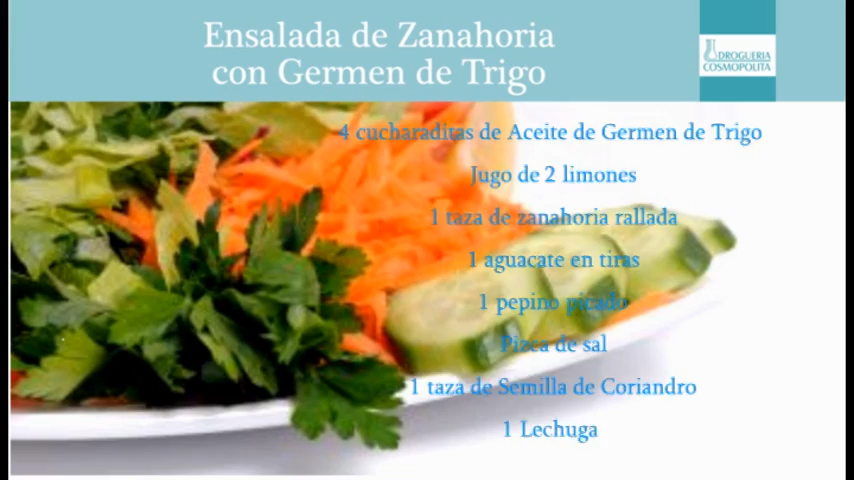 Ensalada de Zanahoria
con Germen de Trigo
DROGUERIA
COSMOPOLITA
4 cucharaditas de Aceite de Germen de Trigo
Jugo de 2 limones
1 taza de zanahoria rallada
1 aguacate en tiras
1 pepino picado
Pizca de sal
1 taza de Semilla de Coriandro
1 Lechuga